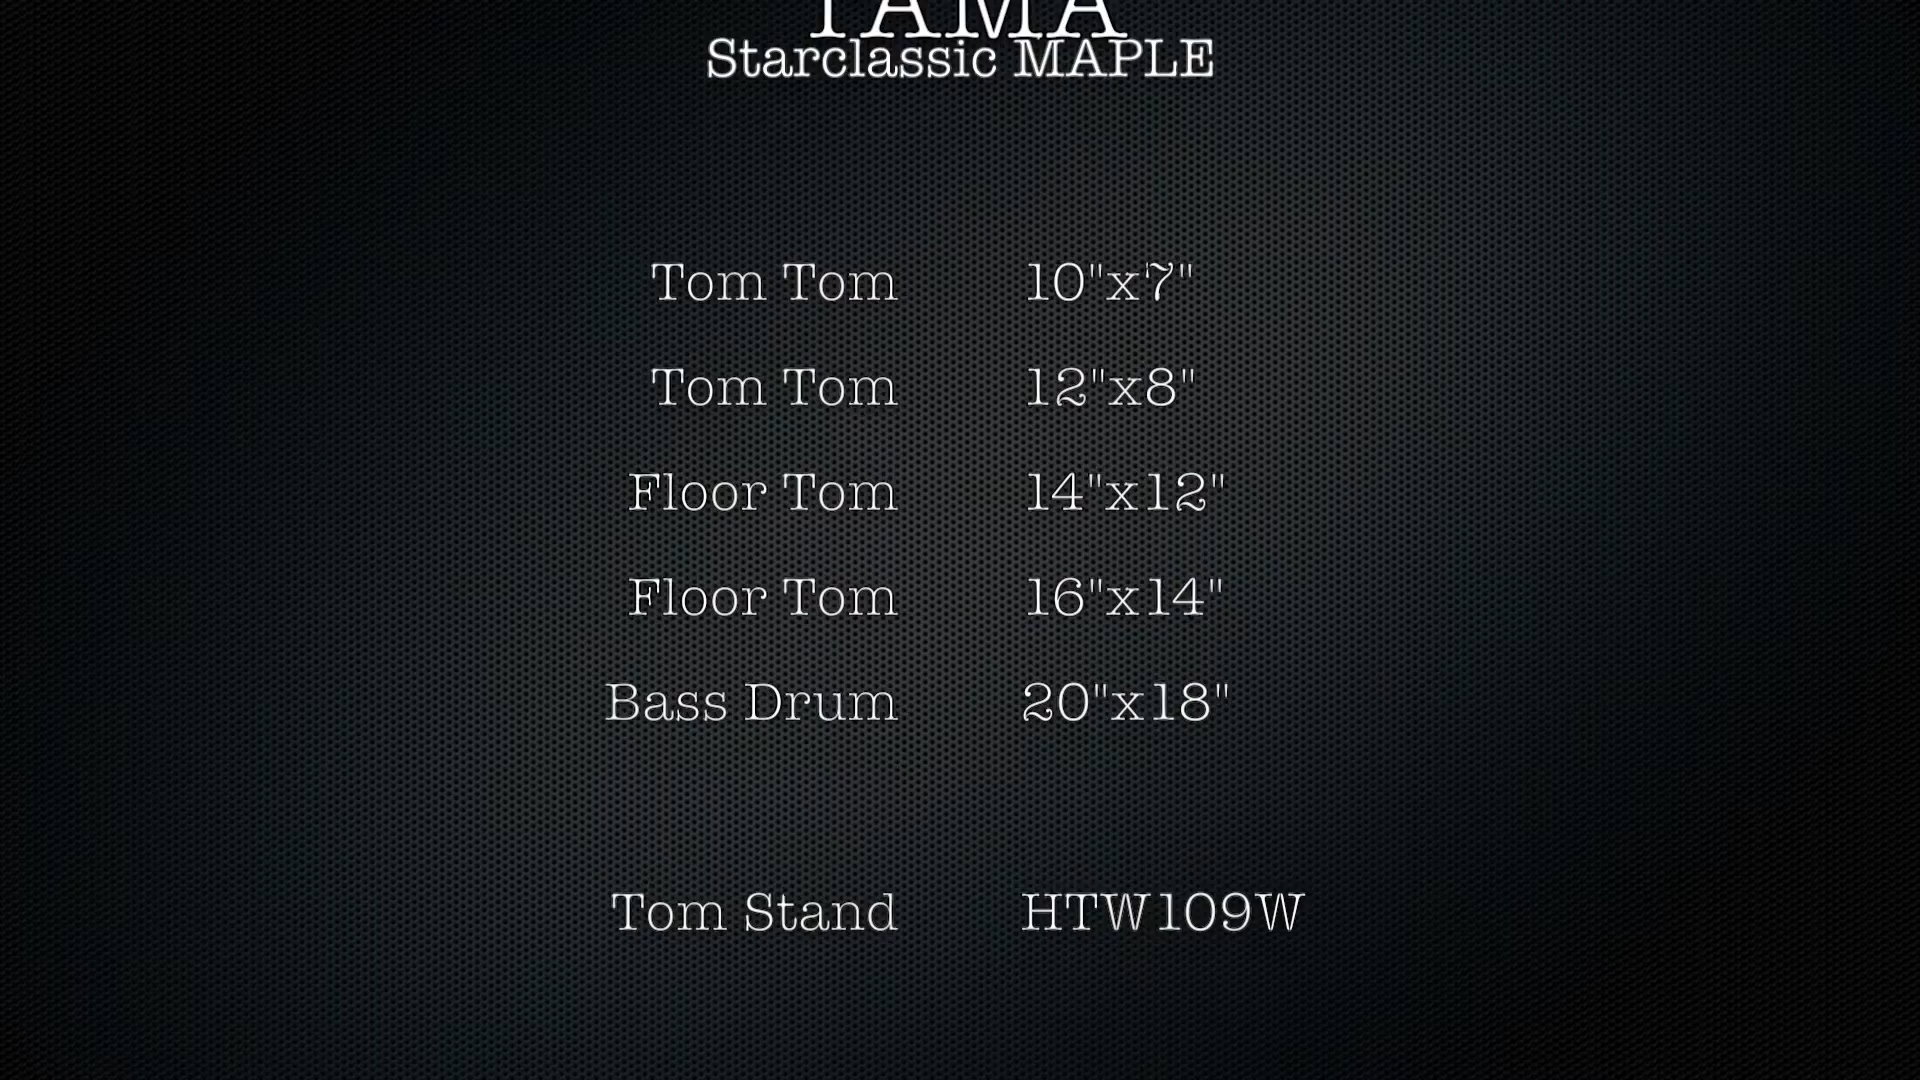 TAMA
Starclassic MAPLE
Tom Tom 10"x7"
Tom Tom 12"x8"
Floor Tom 14"x12"
Floor Tom 16"x14"
Bass Drum 20"x18"
Tom Stand HTW109W